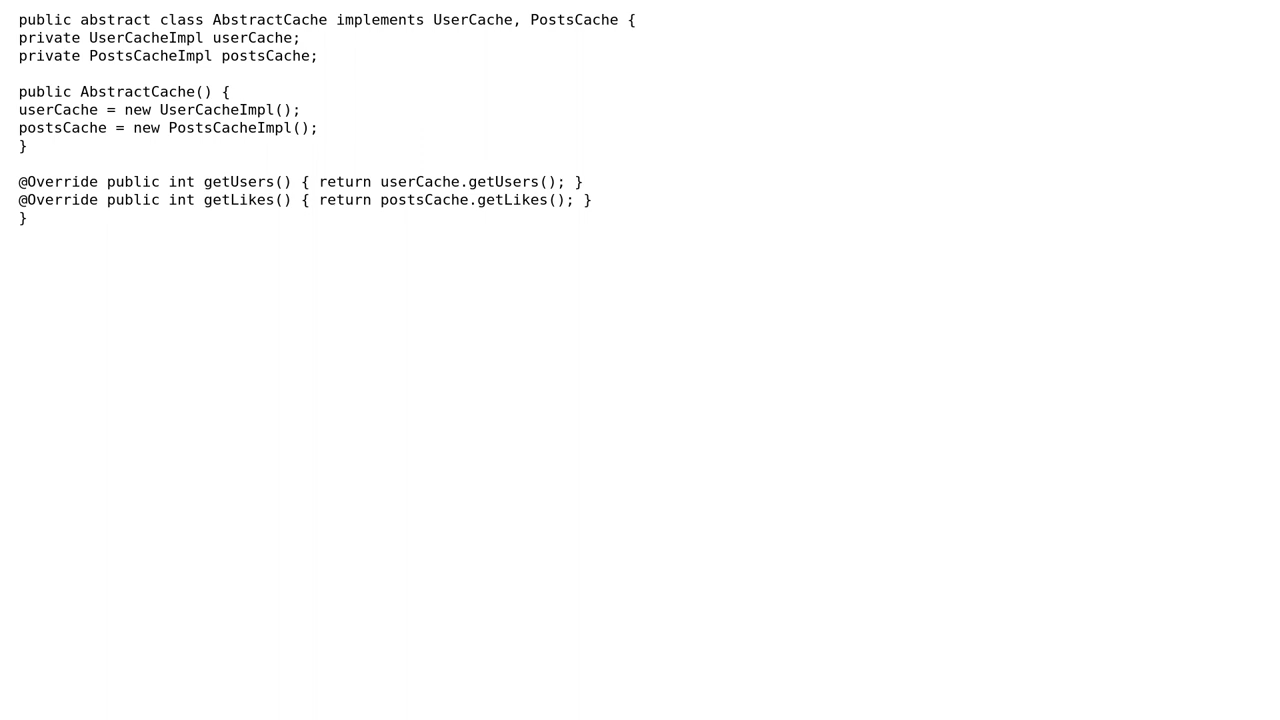 public abstract class AbstractCache implements UserCache, PostsCache {
private UserCacheImpl userCache;
private PostsCacheImpl postsCache;

public AbstractCache() {
userCache = new UserCacheImpl();
postsCache = new PostsCacheImpl();
}

@Override public int getUsers() { return userCache.getUsers(); }
@Override public int getLikes() { return postsCache.getLikes(); }
}